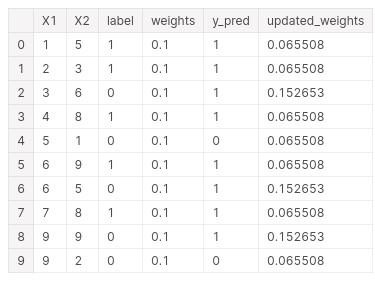 X1 X2 label weights y_pred updated_weights
0 1 5 1 0.1 1 0.065508
1 2 3 1 0.1 1 0.065508
2 3 6 0 0.1 1 0.152653
3 4 8 1 0.1 1 0.065508
4 5 1 0 0.1 0 0.065508
5 6 9 1 0.1 1 0.065508
6 6 5 0 0.1 1 0.152653
7 7 8 1 0.1 1 0.065508
8 9 9 0 0.1 1 0.152653
9 9 2 0 0.1 0 0.065508